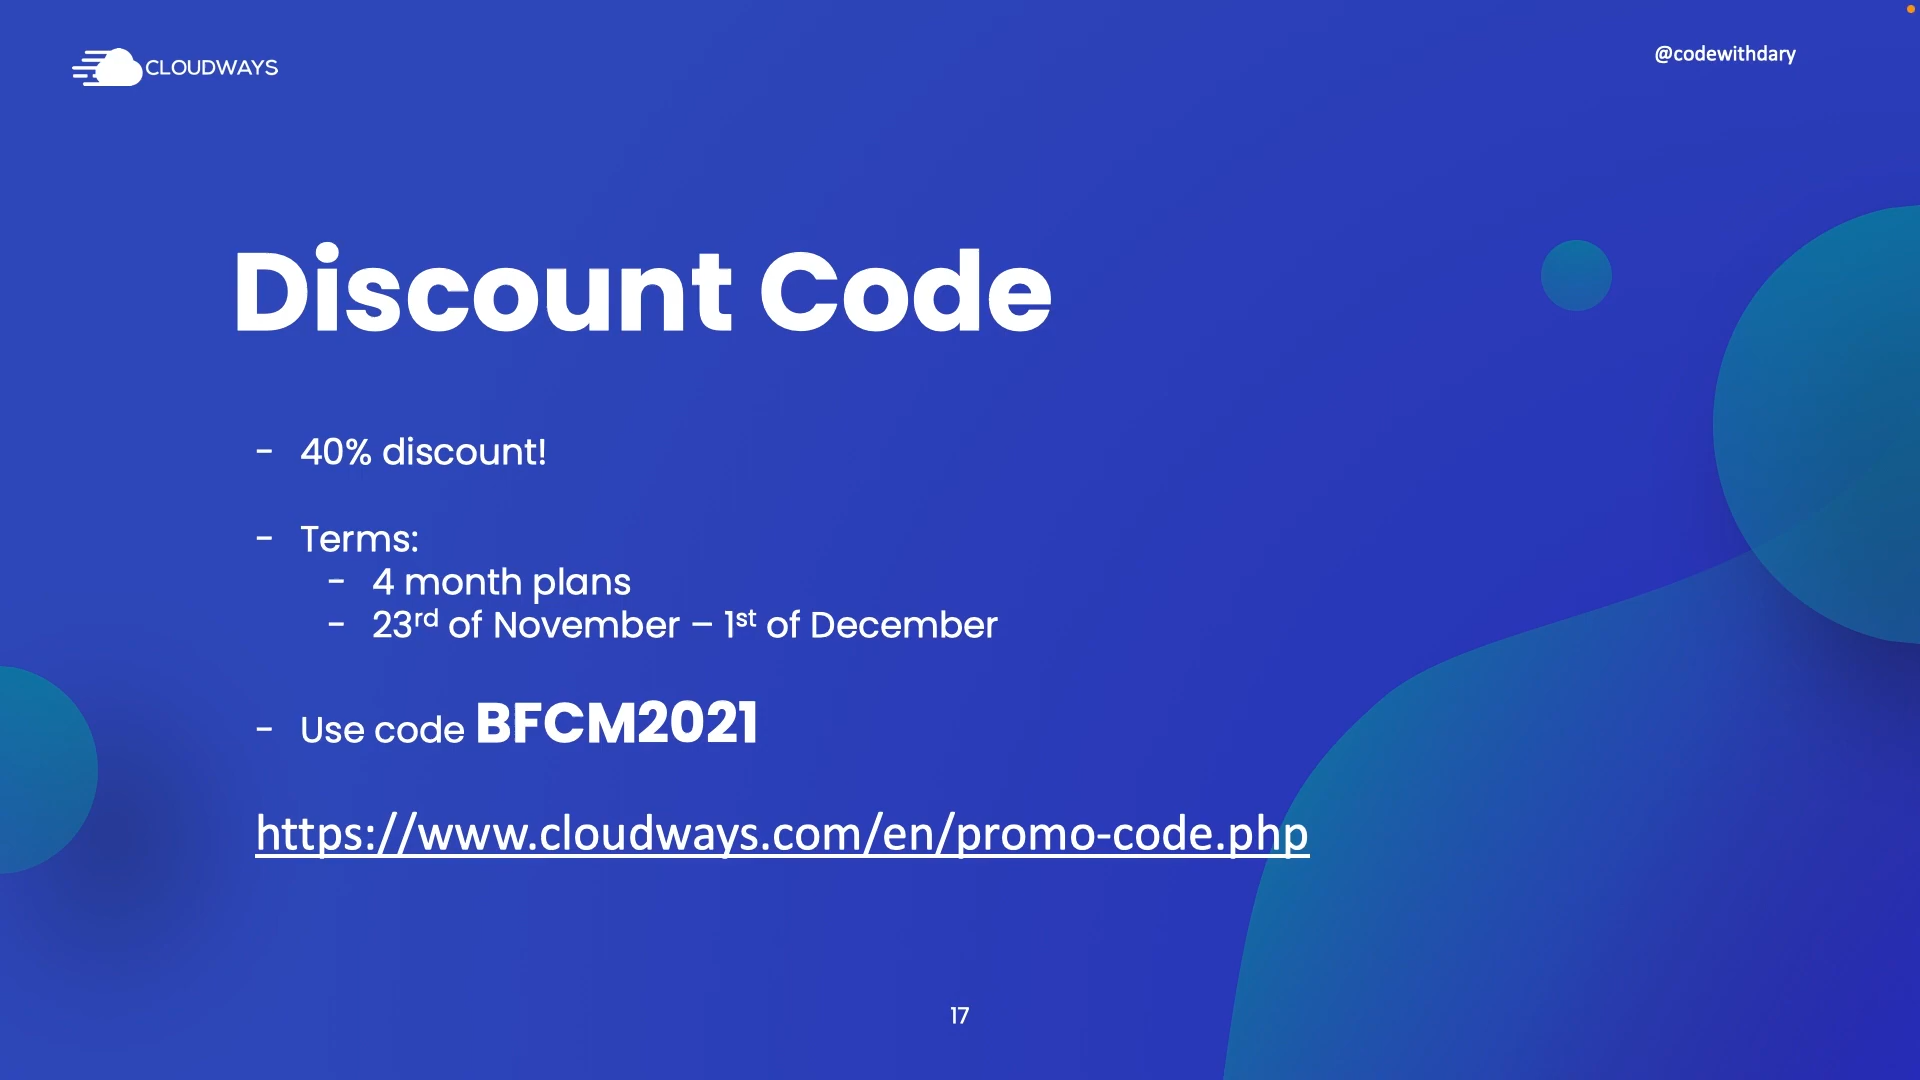 CLOUDWAYS
@codewithdary
Discount Code
- 40% discount!
- Terms:
- 4 month plans
- 23rd of November – 1st of December
- Use code BFCM2021
https://www.cloudways.com/en/promo-code.php
17